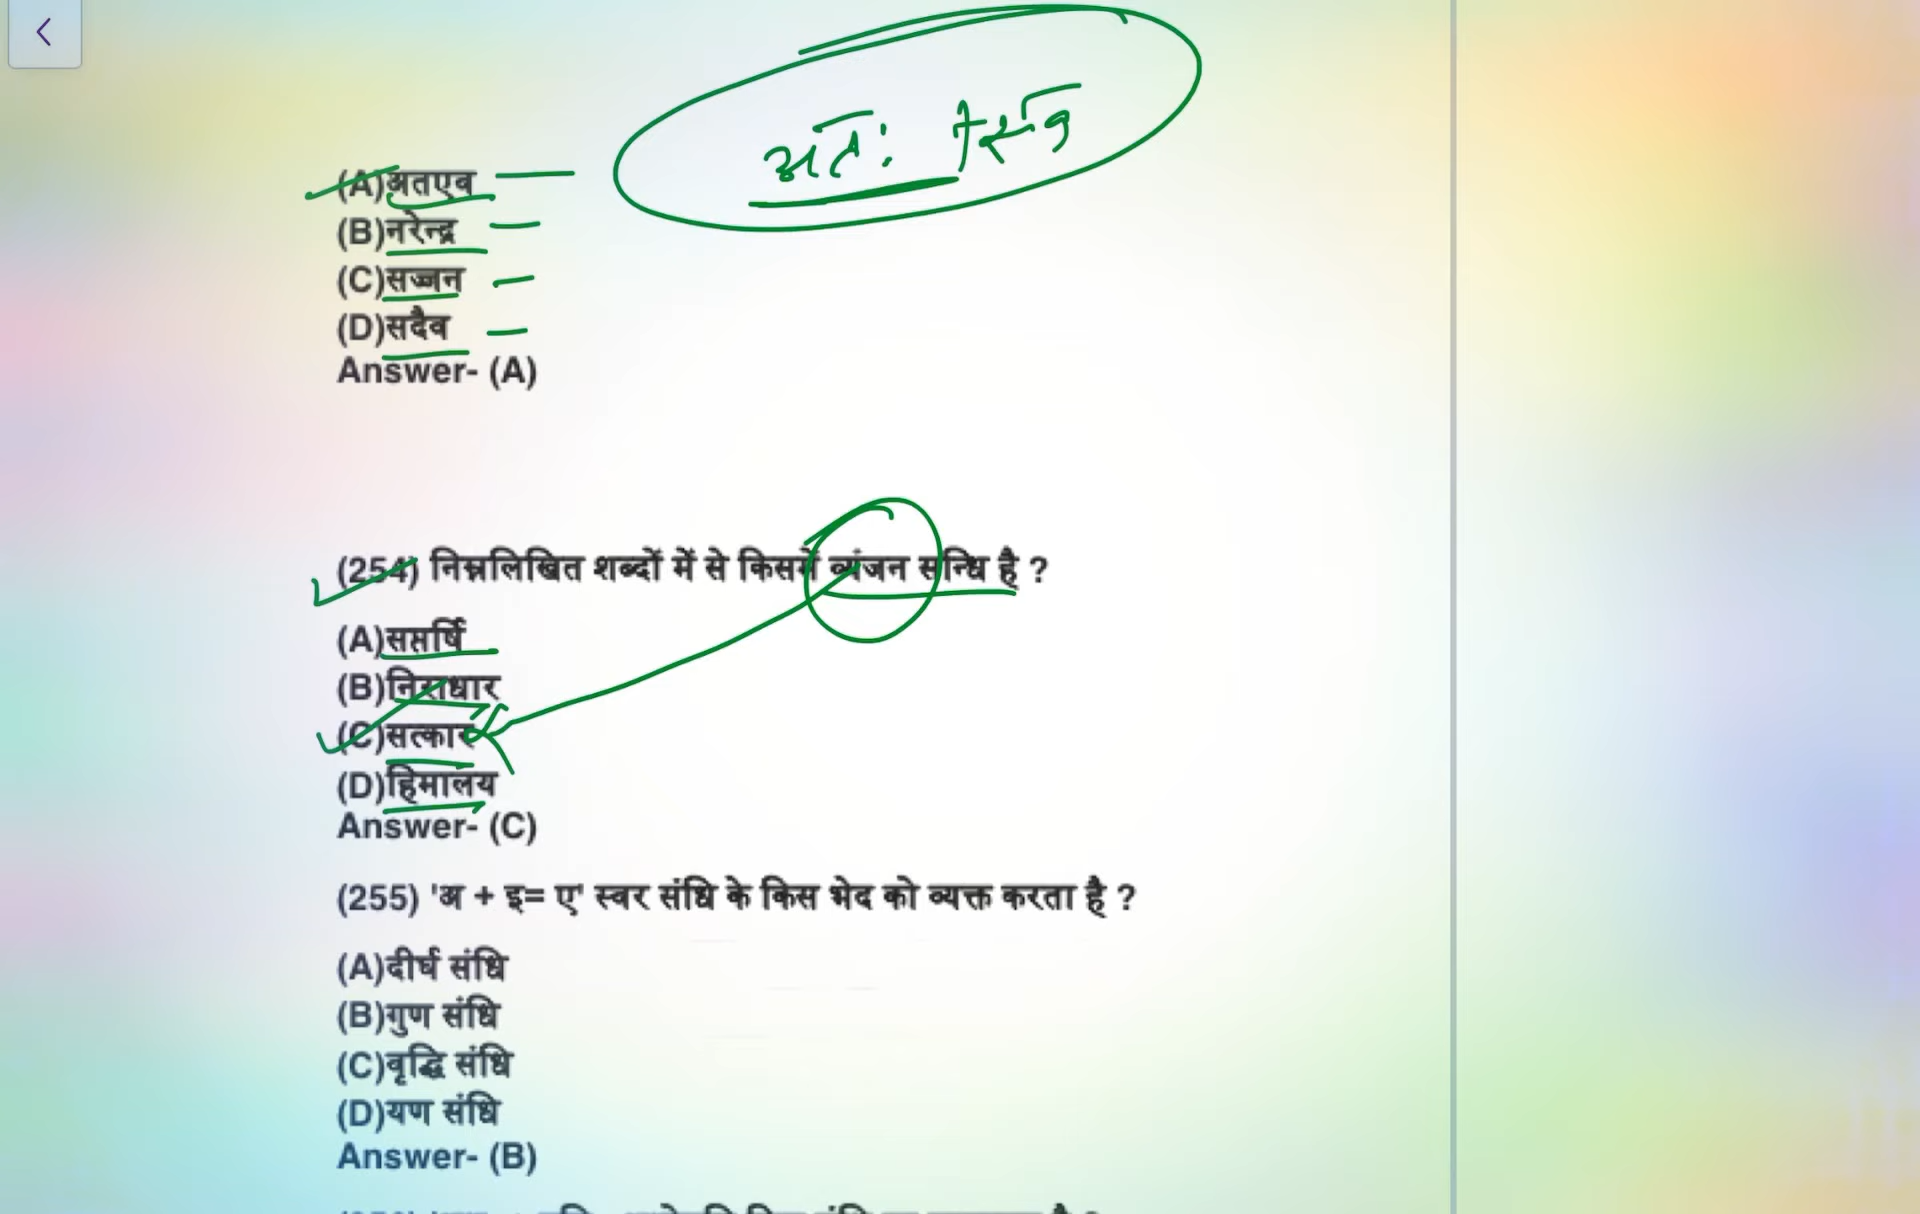 अतः एव
(A)अतएव
(B)नरेन्द्र
(C)सज्जन
(D)सदैव
Answer- (A)
(254) निम्नलिखित शब्दों में से किसमें व्यंजन सन्धि है ?
(A)सप्तर्षि
(B)निराधार
(C)सत्कार
(D)हिमालय
Answer- (C)
(255) 'अ + इ= ए' स्वर संधि के किस भेद को व्यक्त करता है ?
(A)दीर्घ संधि
(B)गुण संधि
(C)वृद्धि संधि
(D)यण संधि
Answer- (B)